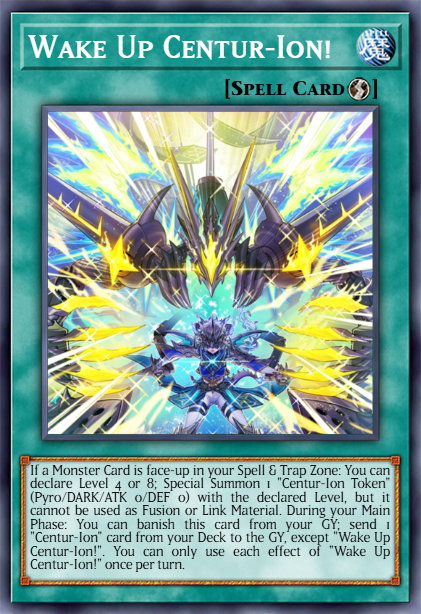 Wake Up Centur-Ion!
魔
[Spell Card]
If a Monster Card is face-up in your Spell & Trap Zone: You can
declare Level 4 or 8; Special Summon 1 "Centur-Ion Token"
(Pyro/DARK/ATK 0/DEF 0) with the declared Level, but it
cannot be used as Fusion or Link Material. During your Main
Phase: You can banish this card from your GY; send 1
"Centur-Ion" card from your Deck to the GY, except "Wake Up
Centur-Ion!". You can only use each effect of "Wake Up
Centur-Ion!" once per turn.